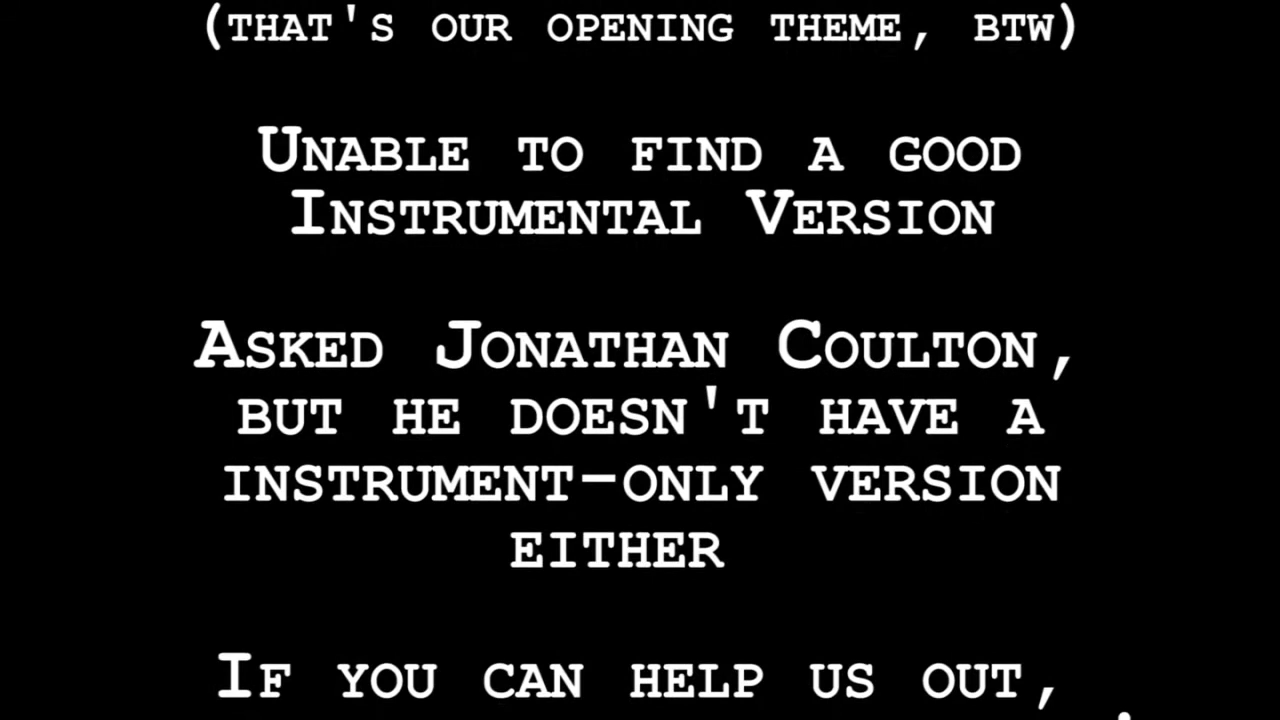 (THAT'S OUR OPENING THEME, BTW)
UNABLE TO FIND A GOOD
INSTRUMENTAL VERSION
ASKED JONATHAN COULTON,
BUT HE DOESN'T HAVE A
INSTRUMENT-ONLY VERSION
EITHER
IF YOU CAN HELP US OUT,